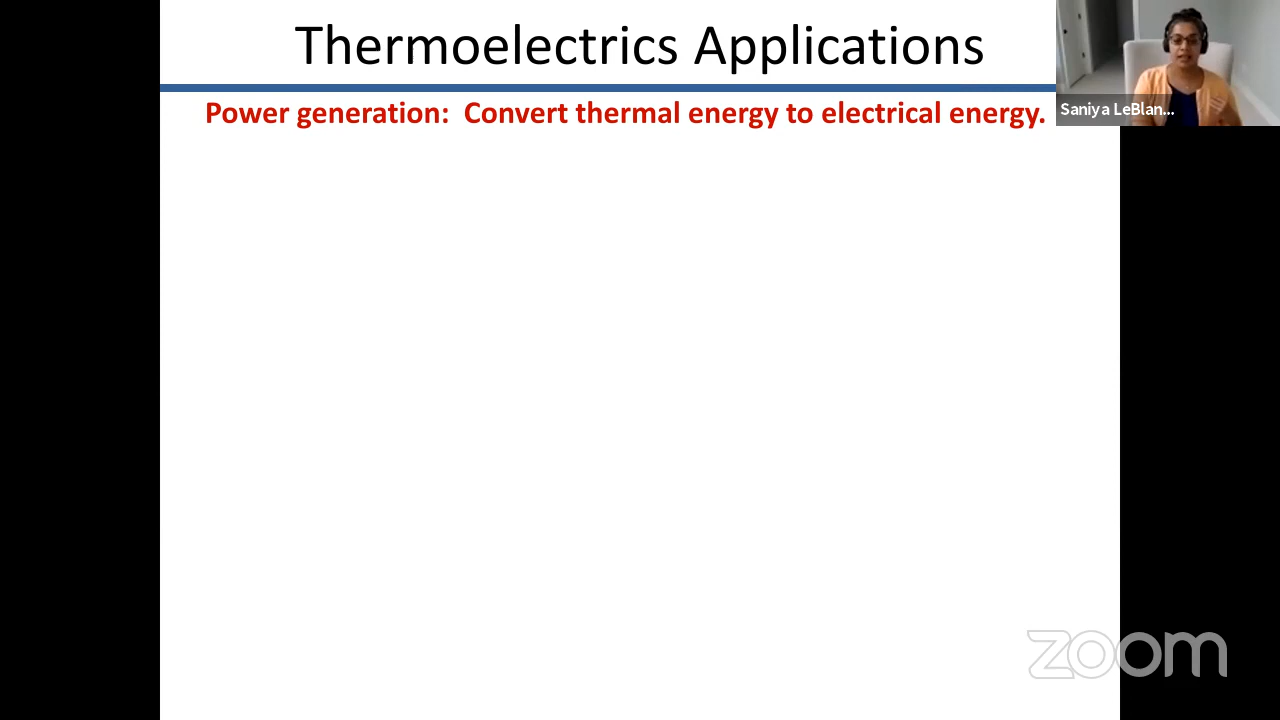 Thermoelectrics Applications
Power generation: Convert thermal energy to electrical energy.
Saniya LeBlan...
zoom